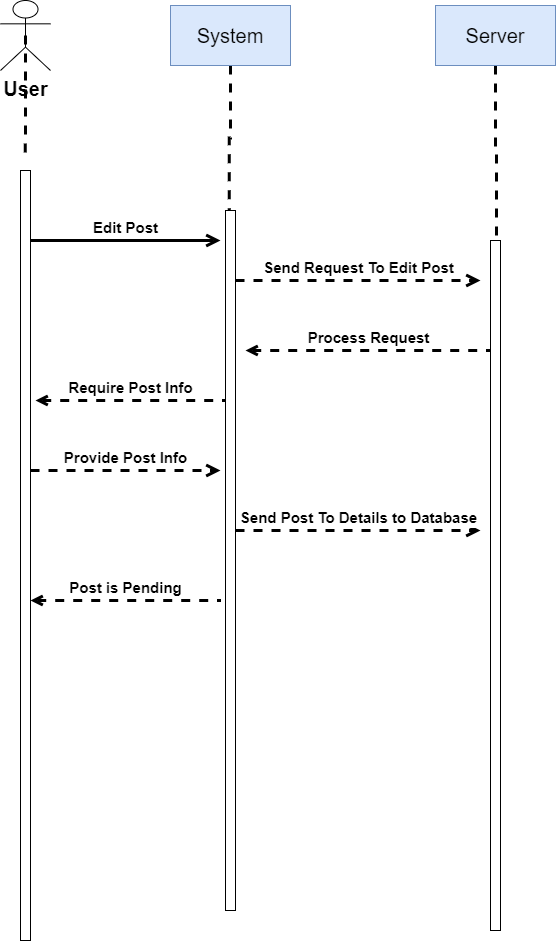 System
Server
User
Edit Post
Send Request To Edit Post
Process Request
Require Post Info
Provide Post Info
Send Post To Details to Database
Post is Pending